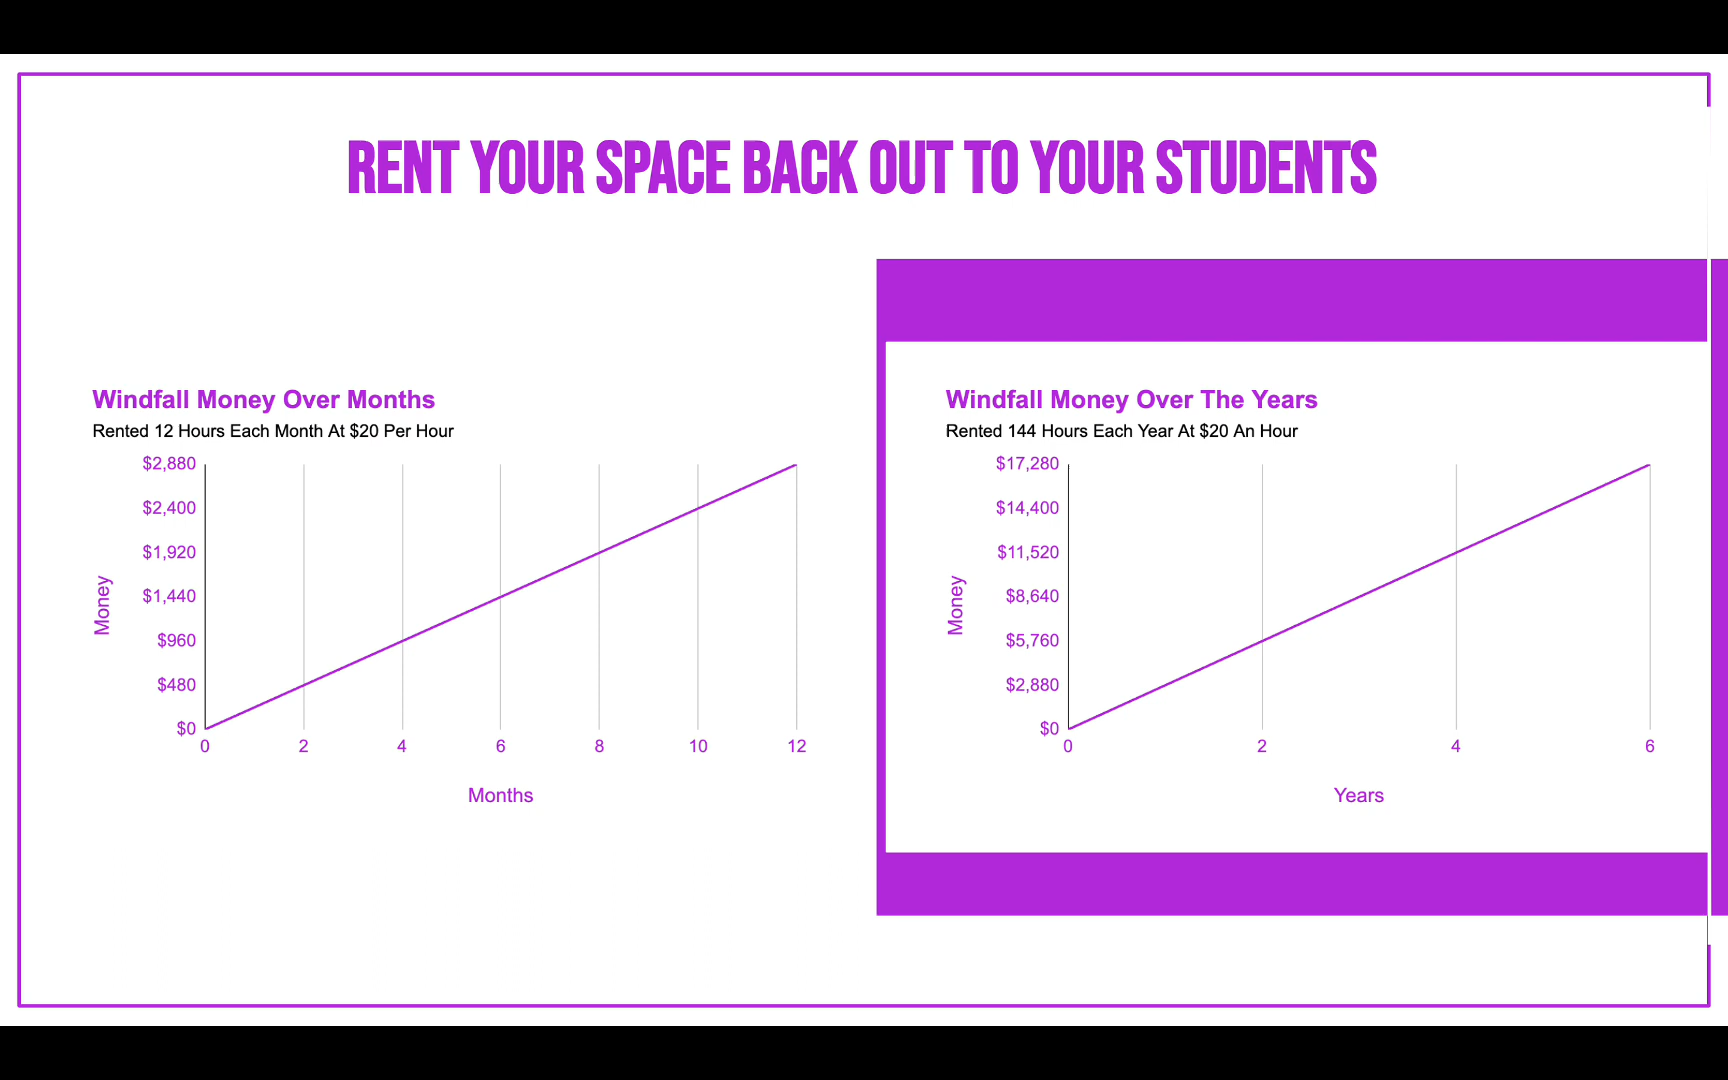 RENT YOUR SPACE BACK OUT TO YOUR STUDENTS
Windfall Money Over Months
Rented 12 Hours Each Month At $20 Per Hour
$2,880
$2,400
$1,920
$1,440
$960
$480
$0
Money
0 2 4 6 8 10 12
Months
Windfall Money Over The Years
Rented 144 Hours Each Year At $20 An Hour
$17,280
$14,400
$11,520
$8,640
$5,760
$2,880
$0
Money
0 2 4 6
Years